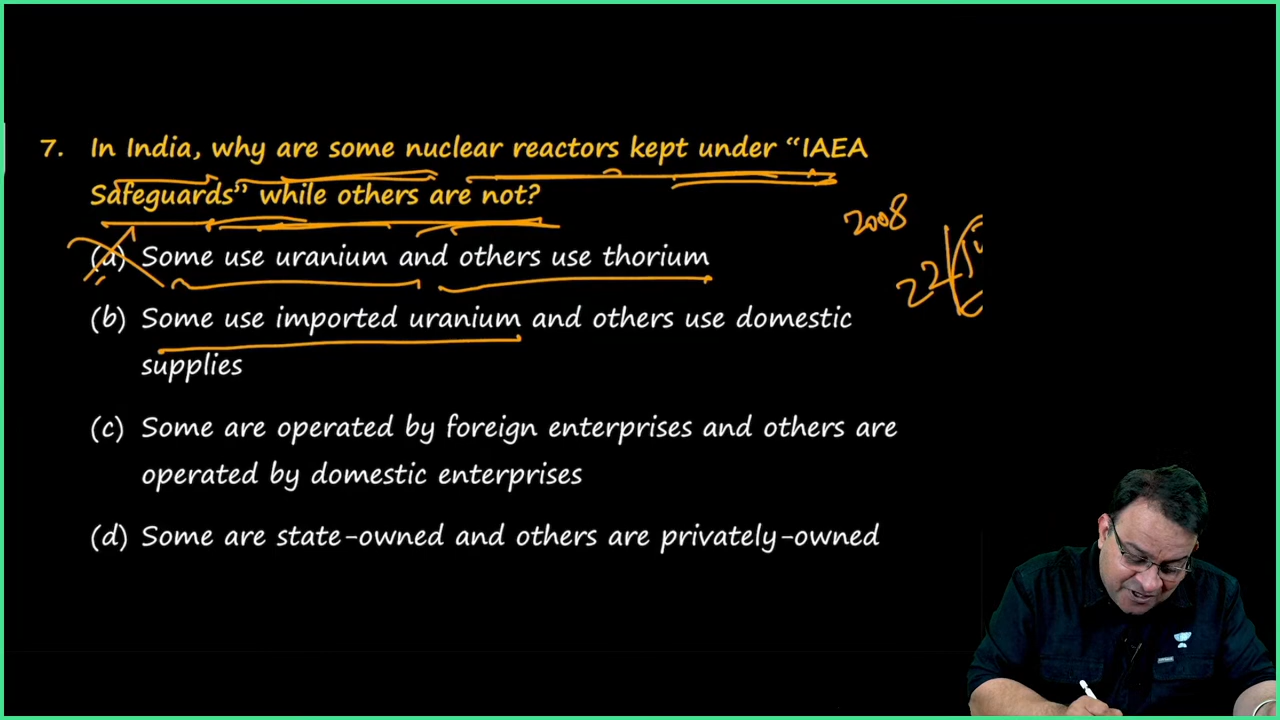 7. In India, why are some nuclear reactors kept under “IAEA
Safeguards” while others are not?
(a) Some use uranium and others use thorium
(b) Some use imported uranium and others use domestic
supplies
(c) Some are operated by foreign enterprises and others are
operated by domestic enterprises
(d) Some are state-owned and others are privately-owned
2008
22